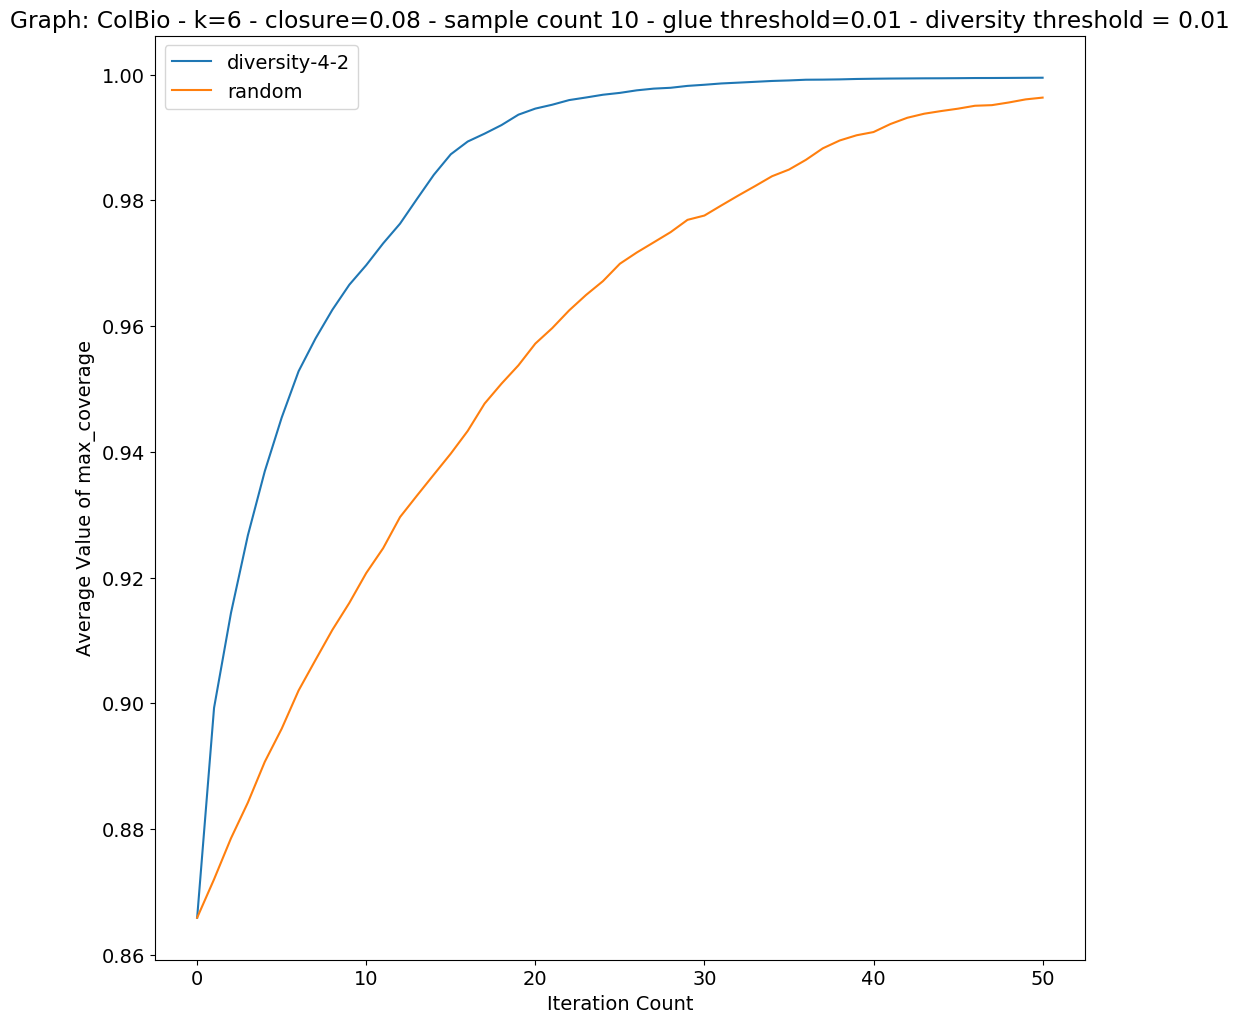 Graph: ColBio - k=6 - closure=0.08 - sample count 10 - glue threshold=0.01 - diversity threshold = 0.01
diversity-4-2
random
1.00
0.98
0.96
0.94
0.92
0.90
0.88
0.86
Average Value of max_coverage
0
10
20
30
40
50
Iteration Count